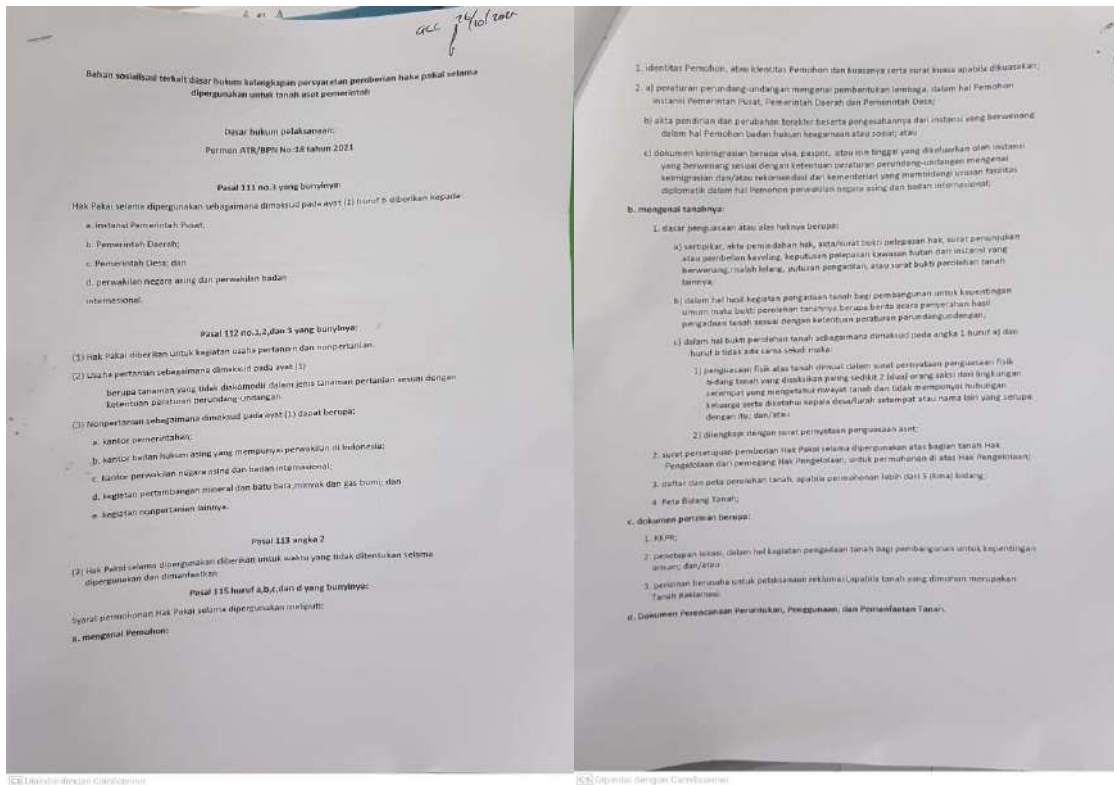 acc 26/10/2021
Bahan sosialisasi terkait dasar hukum kelengkapan persyaratan pemberian haka pakai selama
dipergunakan untuk tanah aset pemerintah
Dasar hukum pelaksanaan:
Permen ATR/BPN No:18 tahun 2021
Pasal 111 no.3 yang bunyinya:
Hak Pakai selama dipergunakan sebagaimana dimaksud pada ayat (1) huruf b diberikan kepada:
a. instansi Pemerintah Pusat;
b. Pemerintah Daerah;
c. Pemerintah Desa; dan
d. perwakilan negara asing dan perwakilan badan
internasional.
Pasal 112 no.1,2,dan 3 yang bunyinya:
(1) Hak Pakai diberikan untuk kegiatan usaha pertanian dan nonpertanian.
(2) Usaha pertanian sebagaimana dimaksud pada ayat (1)
berupa tanaman yang tidak diakomodir dalam jenis tanaman pertanian sesuai dengan
ketentuan peraturan perundang-undangan.
(3) Nonpertanian sebagaimana dimaksud pada ayat (1) dapat berupa:
a. kantor pemerintahan;
b. kantor badan hukum asing yang mempunyai perwakilan di Indonesia;
c. kantor perwakilan negara asing dan badan internasional;
d. kegiatan pertambangan mineral dan batu bara,minyak dan gas bumi; dan
e. kegiatan nonpertanian lainnya.
Pasal 113 angka 2
(2) Hak Pakai selama dipergunakan diberikan untuk waktu yang tidak ditentukan selama
dipergunakan dan dimanfaatkan
Pasal 115 huruf a,b,c,dan d yang bunyinya:
Syarat permohonan Hak Pakai selama dipergunakan meliputi:
a. mengenai Pemohon:
Dipindai dengan CamScanner
1. identitas Pemohon, atau identitas Pemohon dan kuasanya serta surat kuasa apabila dikuasakan;
2. a) peraturan perundang-undangan mengenai pembentukan lembaga, dalam hal Pemohon
instansi Pemerintah Pusat, Pemerintah Daerah dan Pemerintah Desa;
b) akta pendirian dan perubahan terakhir beserta pengesahannya dari instansi yang berwenang
dalam hal Pemohon badan hukum keagamaan atau sosial; atau
c) dokumen keimigrasian berupa visa, paspor, atau izin tinggal yang dikeluarkan oleh instansi
yang berwenang sesuai dengan ketentuan peraturan perundang-undangan mengenai
keimigrasian dan/atau rekomendasi dari kementerian yang membidangi urusan fasilitas
diplomatik dalam hal Pemohon perwakilan negara asing dan badan internasional;
b. mengenai tanahnya:
1. dasar penguasaan atau alas haknya berupa:
a) sertipikat, akta pemindahan hak, akta/surat bukti pelepasan hak, surat penunjukan
atau pembelian kaveling, keputusan pelepasan kawasan hutan dari instansi yang
berwenang,risalah lelang, putusan pengadilan, atau surat bukti perolehan tanah
lainnya;
b) dalam hal hasil kegiatan pengadaan tanah bagi pembangunan untuk kepentingan
umum maka bukti perolehan tanahnya berupa berita acara penyerahan hasil
pengadaan tanah sesuai dengan ketentuan peraturan perundangundangan;
c) dalam hal bukti perolehan tanah sebagaimana dimaksud pada angka 1 huruf a) dan
huruf b tidak ada sama sekali maka:
1) penguasaan fisik atas tanah dimuat dalam surat pernyataan penguasaan fisik
bidang tanah yang disaksikan paling sedikit 2 (dua) orang saksi dari lingkungan
setempat yang mengetahui riwayat tanah dan tidak mempunyai hubungan
keluarga serta diketahui kepala desa/lurah setempat atau nama lain yang serupa
dengan itu; dan/atau
2) dilengkapi dengan surat pernyataan penguasaan aset;
2. surat persetujuan pemberian Hak Pakai selama dipergunakan atas bagian tanah Hak
Pengelolaan dari pemegang Hak Pengelolaan, untuk permohonan di atas Hak Pengelolaan;
3. daftar dan peta perolehan tanah, apabila permohonan lebih dari 5 (lima) bidang;
4. Peta Bidang Tanah;
c. dokumen perizinan berupa:
1. KKPR;
2. penetapan lokasi, dalam hal kegiatan pengadaan tanah bagi pembangunan untuk kepentingan
umum; dan/atau
3. perizinan berusaha untuk pelaksanaan reklamasi,apabila tanah yang dimohon merupakan
Tanah Reklamasi.
d. Dokumen Perencanaan Peruntukan, Penggunaan, dan Pemanfaatan Tanah.
Dipindai dengan CamScanner